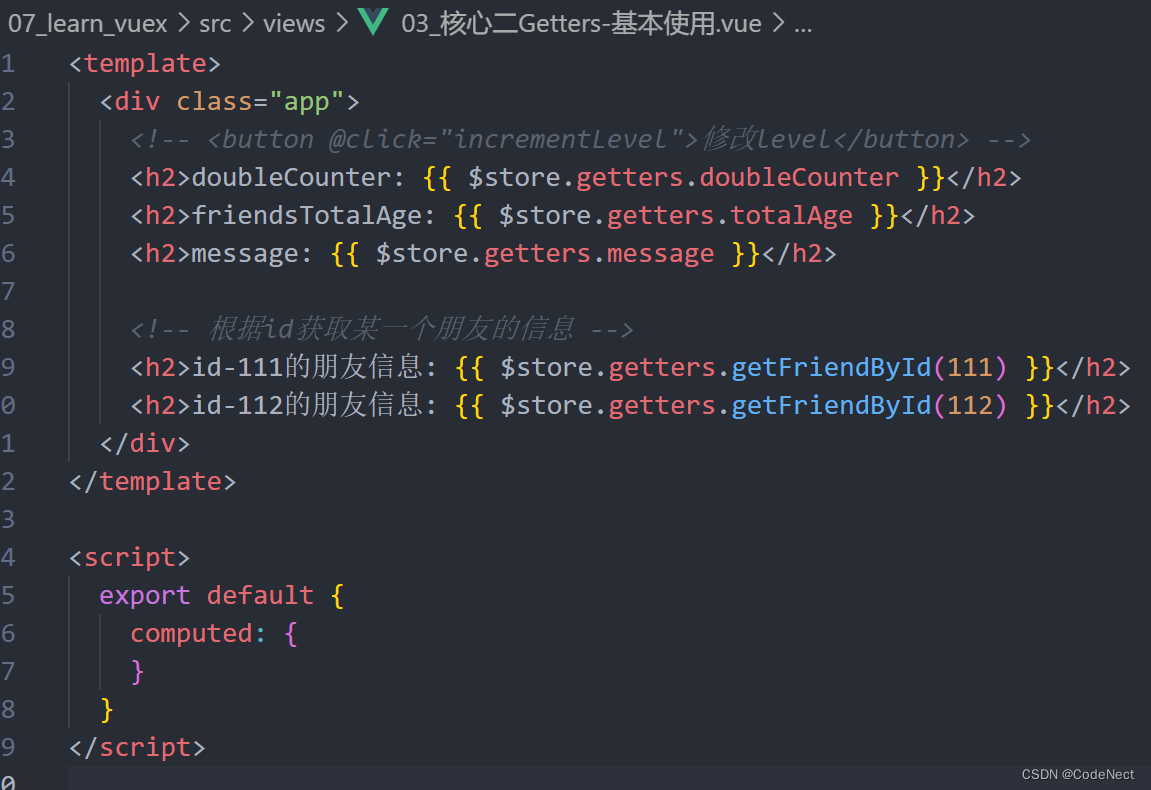 07_learn_vuex > src > views > 03_核心二Getters-基本使用.vue > ...
1 <template>
2 <div class="app">
3 <!-- <button @click="incrementLevel">修改level</button> -->
4 <h2>doubleCounter: {{ $store.getters.doubleCounter }}</h2>
5 <h2>friendsTotalAge: {{ $store.getters.totalAge }}</h2>
6 <h2>message: {{ $store.getters.message }}</h2>
7
8 <!-- 根据id获取某一个朋友的信息 -->
9 <h2>id-111的朋友信息: {{ $store.getters.getFriendById(111) }}</h2>
0 <h2>id-112的朋友信息: {{ $store.getters.getFriendById(112) }}</h2>
1 </div>
2 </template>
3
4 <script>
5 export default {
6 computed: {
7 }
8 }
9 </script>
0
CSDN @CodeNect